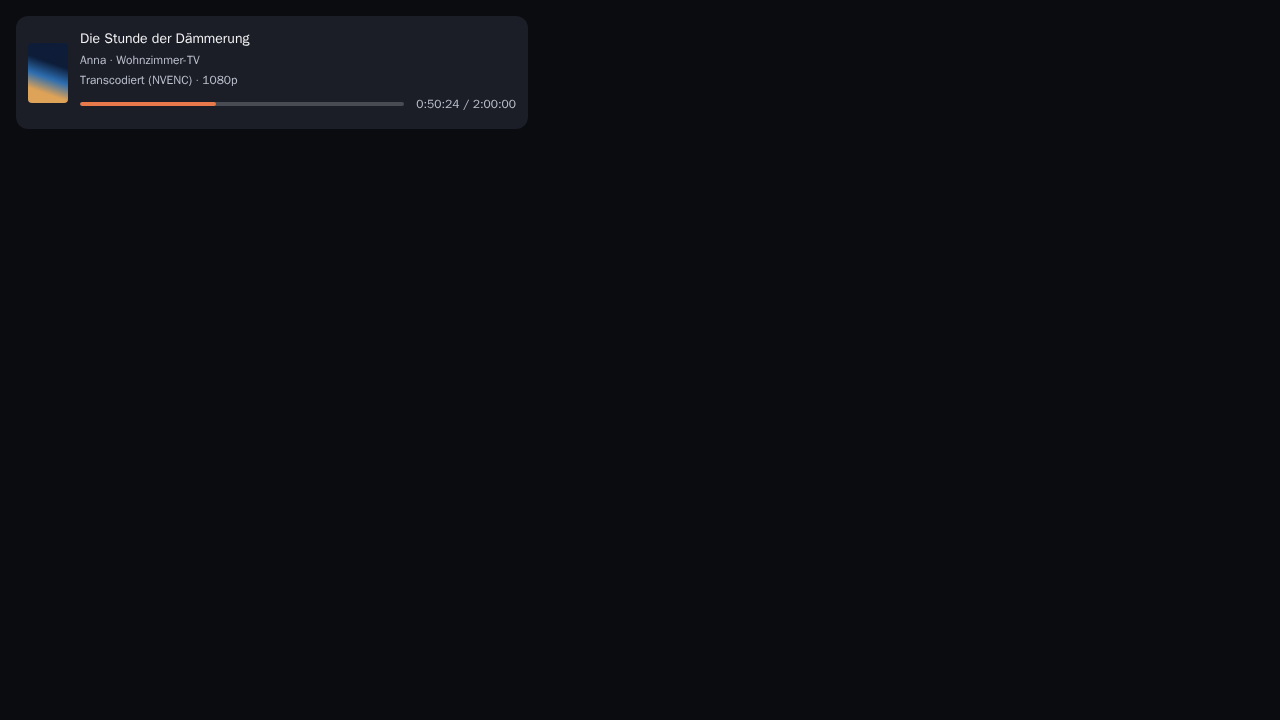 Die Stunde der Dämmerung
Anna · Wohnzimmer-TV
Transcodiert (NVENC) · 1080p
0:50:24 / 2:00:00